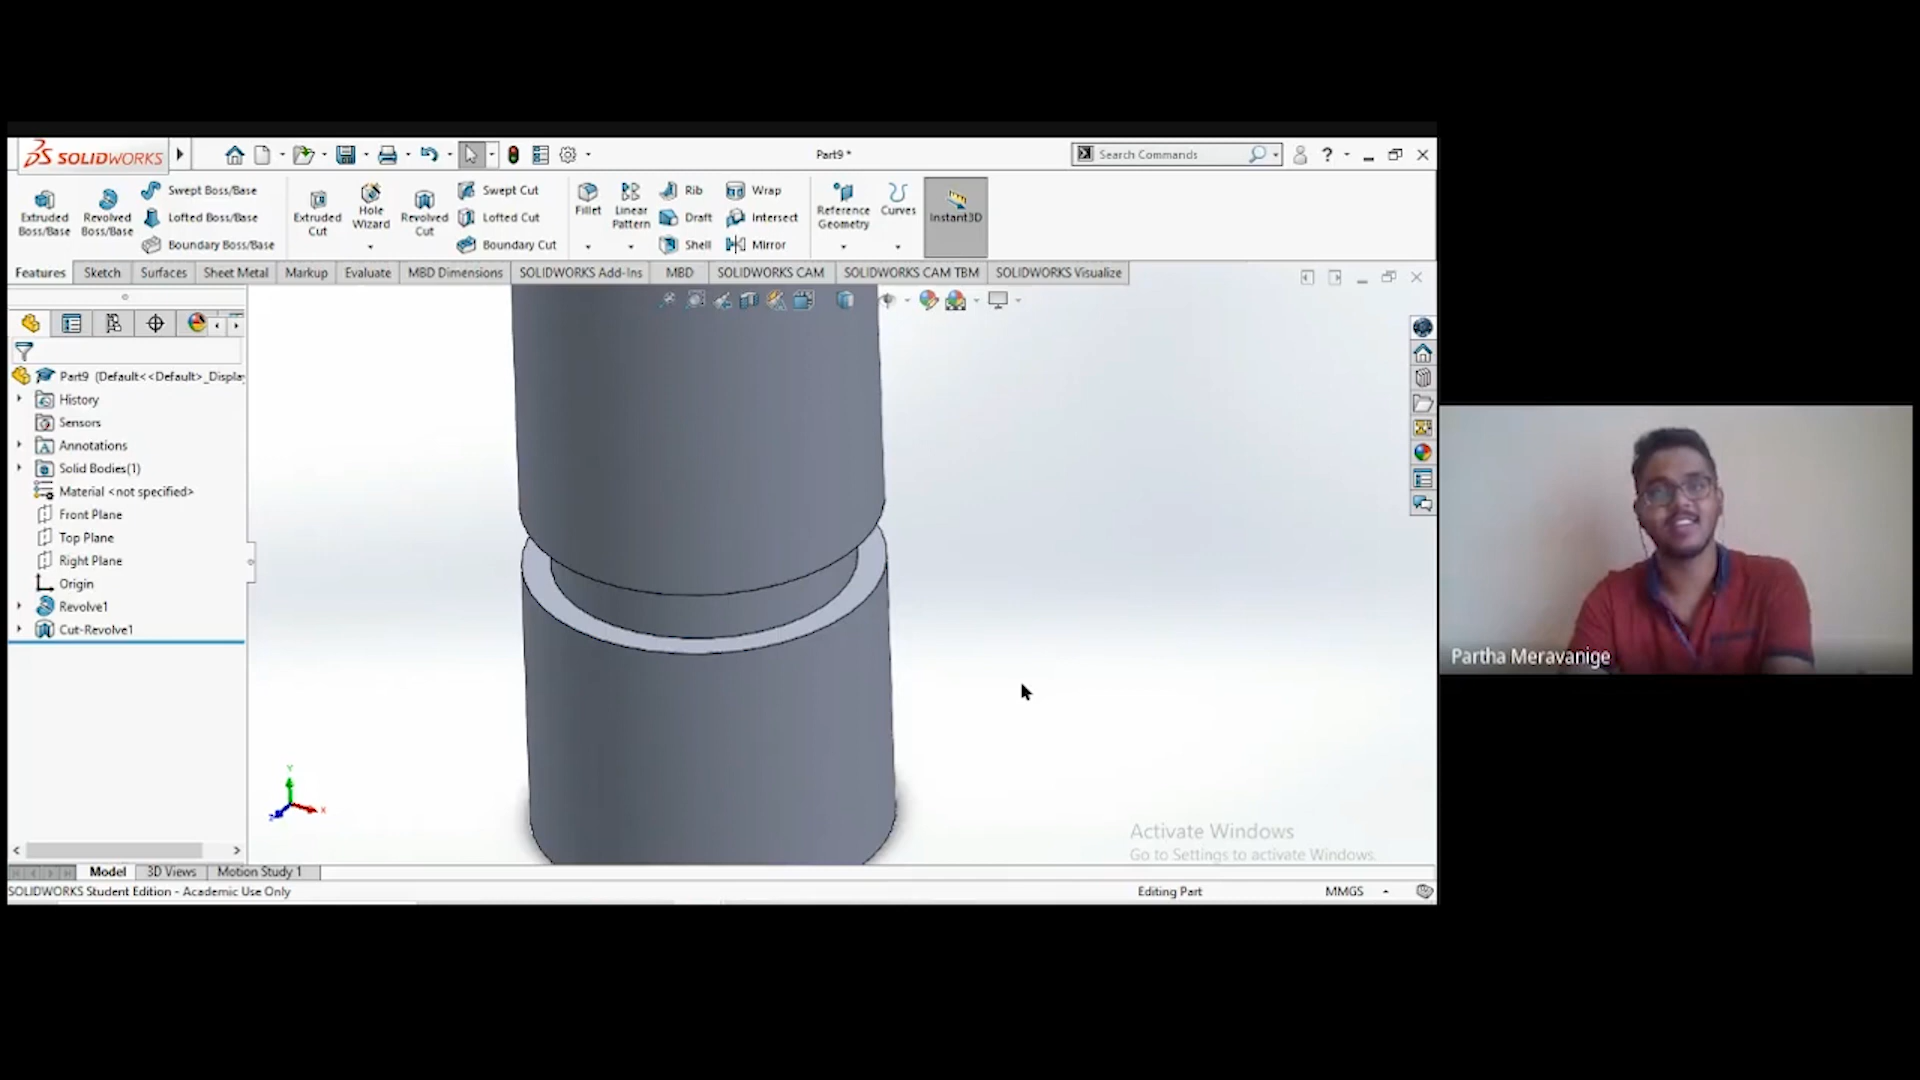 SOLIDWORKS
Part9 *
Search Commands
?
Extruded Boss/Base
Revolved Boss/Base
Swept Boss/Base
Lofted Boss/Base
Boundary Boss/Base
Extruded Cut
Hole Wizard
Revolved Cut
Swept Cut
Lofted Cut
Boundary Cut
Fillet
Linear Pattern
Rib
Draft
Shell
Wrap
Intersect
Mirror
Reference Geometry
Curves
Instant3D
Features Sketch Surfaces Sheet Metal Markup Evaluate MBD Dimensions SOLIDWORKS Add-Ins MBD SOLIDWORKS CAM SOLIDWORKS CAM TBM SOLIDWORKS Visualize
Part9 (Default<<Default>_Displa
History
Sensors
Annotations
Solid Bodies(1)
Material <not specified>
Front Plane
Top Plane
Right Plane
Origin
Revolve1
Cut-Revolve1
Y
X
Z
Partha Meravanige
Activate Windows
Go to Settings to activate Windows.
Model 3D Views Motion Study 1
SOLIDWORKS Student Edition - Academic Use Only
Editing Part
MMGS